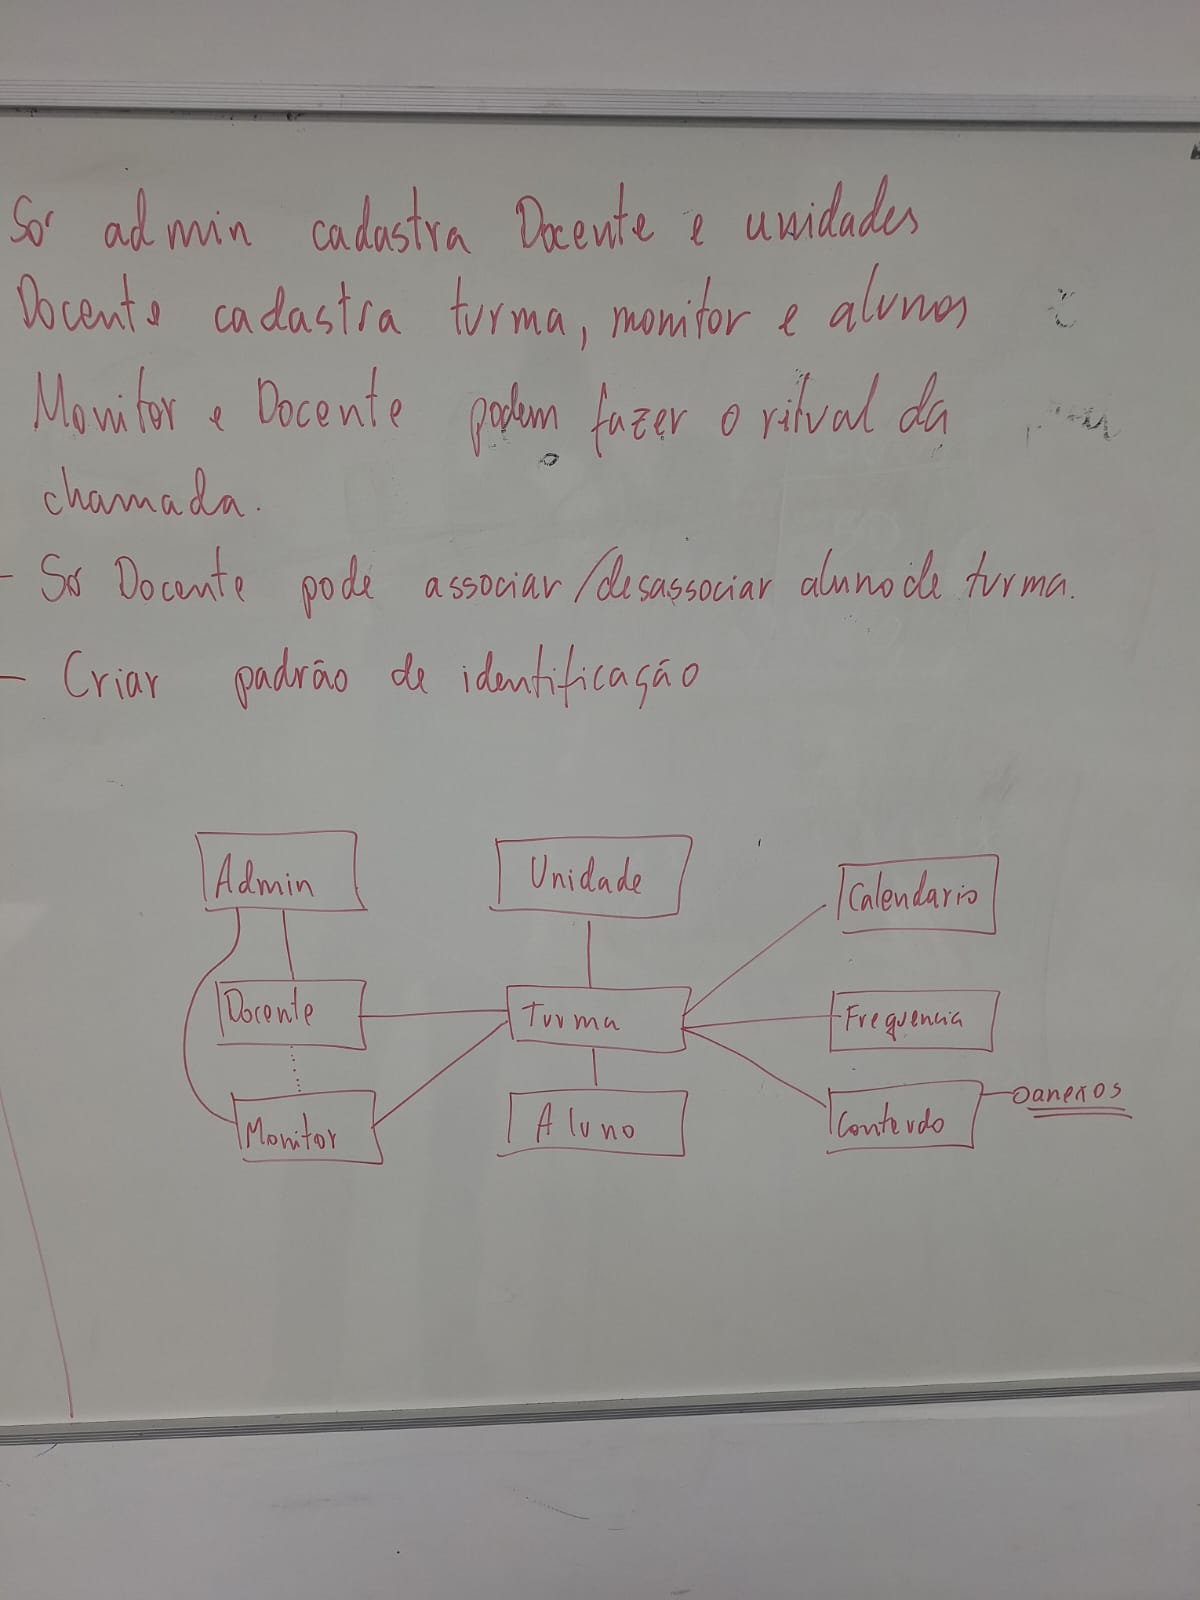 Só admin cadastra Docente e unidades
Docente cadastra turma, monitor e alunos
Monitor e Docente podem fazer o ritual da
chamada.
- Só Docente pode associar/desassociar aluno de turma.
- Criar padrão de identificação
Admin
Unidade
Calendario
Docente
Turma
Frequencia
Monitor
Aluno
Conteudo
anexos